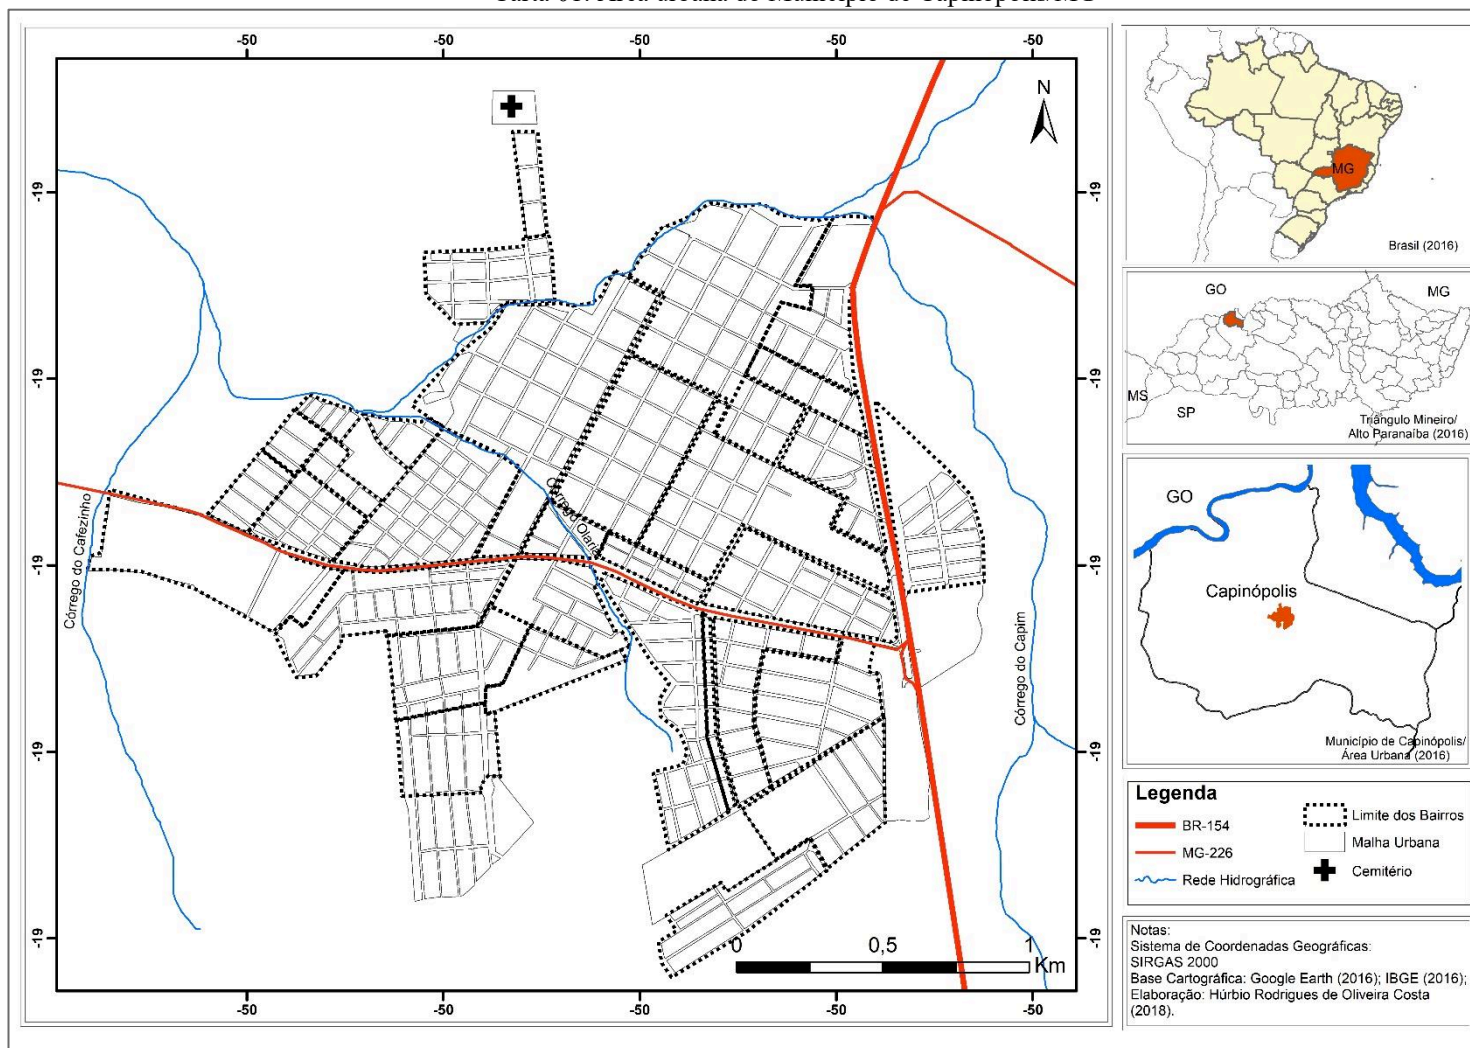 -50 -50 -50 -50
N
-19 -19
-19 -19
-19 -19
-19 -19
-19 -19
Córrego do Cafezinho
Córrego Olaria
Córrego do Capim
0 0,5 1
Km
-50 -50 -50 -50
MG
Brasil (2016)
GO
MG
MS
SP
Triângulo Mineiro/
Alto Paranaíba (2016)
GO
Capinópolis
Município de Capinópolis/
Área Urbana (2016)
Legenda
BR-154
MG-226
Rede Hidrográfica
Limite dos Bairros
Malha Urbana
Cemitério
Notas:
Sistema de Coordenadas Geográficas:
SIRGAS 2000
Base Cartográfica: Google Earth (2016); IBGE (2016);
Elaboração: Húrbio Rodrigues de Oliveira Costa
(2018).